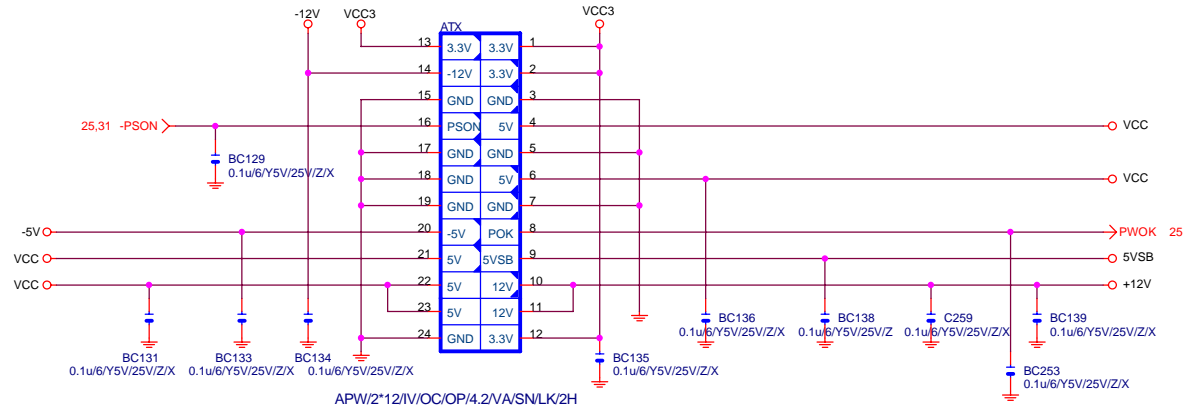 -12V VCC3 VCC3
ATX
13 3.3V 3.3V 1
14 -12V 3.3V 2
15 GND GND 3
25,31 -PSON 16 PSON 5V 4 VCC
17 GND GND 5
BC129
0.1u/6/Y5V/25V/Z/X
18 GND 5V 6 VCC
19 GND GND 7
-5V 20 -5V POK 8 PWOK 25
VCC 21 5V 5VSB 9 5VSB
VCC 22 5V 12V 10 +12V
23 5V 12V 11
24 GND 3.3V 12
BC136
0.1u/6/Y5V/25V/Z/X
BC138
0.1u/6/Y5V/25V/Z
C259
0.1u/6/Y5V/25V/Z/X
BC139
0.1u/6/Y5V/25V/Z/X
BC131
0.1u/6/Y5V/25V/Z/X
BC133
0.1u/6/Y5V/25V/Z/X
BC134
0.1u/6/Y5V/25V/Z/X
BC135
0.1u/6/Y5V/25V/Z/X
BC253
0.1u/6/Y5V/25V/Z/X
APW/2*12/IV/OC/OP/4.2/VA/SN/LK/2H